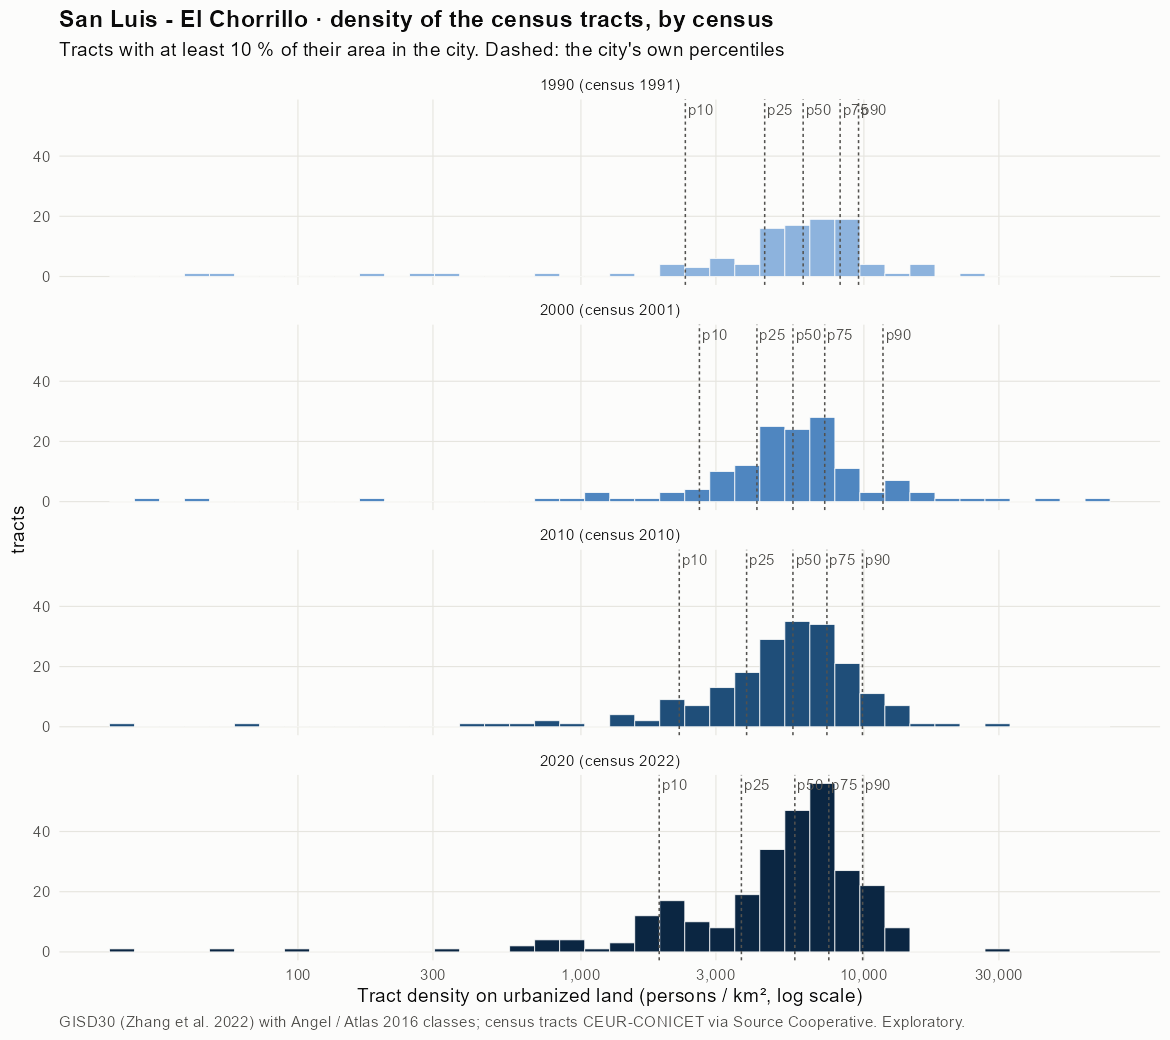 San Luis - El Chorrillo · density of the census tracts, by census
Tracts with at least 10 % of their area in the city. Dashed: the city's own percentiles
1990 (census 1991)
p10 p25 p50 p75 p90
40
20
0
2000 (census 2001)
p10 p25 p50 p75 p90
40
20
0
tracts
2010 (census 2010)
p10 p25 p50 p75 p90
40
20
0
2020 (census 2022)
p10 p25 p50 p75 p90
40
20
0
100 300 1,000 3,000 10,000 30,000
Tract density on urbanized land (persons / km², log scale)
GISD30 (Zhang et al. 2022) with Angel / Atlas 2016 classes; census tracts CEUR-CONICET via Source Cooperative. Exploratory.